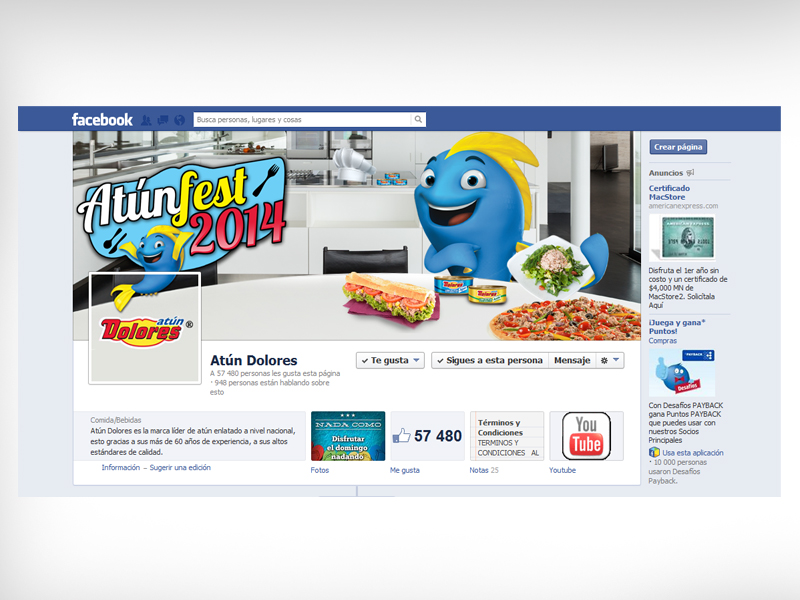 facebook
Busca personas, lugares y cosas
Crear página
Atúnfest
2014
Dolores
Dolores
atún
Dolores®
Atún Dolores
A 57 480 personas les gusta esta página
· 948 personas están hablando sobre
esto
Te gusta
Sigues a esta persona
Mensaje
Comida/Bebidas
Atún Dolores es la marca líder de atún enlatado a nivel nacional,
esto gracias a sus más de 60 años de experiencia, a sus altos
estándares de calidad.
Información – Sugerir una edición
NADA COMO
Disfrutar
el domingo
nadando
Fotos
57 480
Me gusta
Términos y
Condiciones
TERMINOS Y
CONDICIONES AL
Notas 25
You
Tube
Youtube
Anuncios
Certificado
MacStore
americanexpress.com
AMERICAN EXPRESS
Disfruta el 1er año sin
costo y un certificado de
$4,000 MN de
MacStore2. Solicítala
Aquí
¡Juega y gana*
Puntos!
Compras
PAYBACK
Desafíos
Con Desafíos PAYBACK
gana Puntos PAYBACK
que puedes usar con
nuestros Socios
Principales
Usa esta aplicación
· 10 000 personas
usaron Desafíos
Payback.